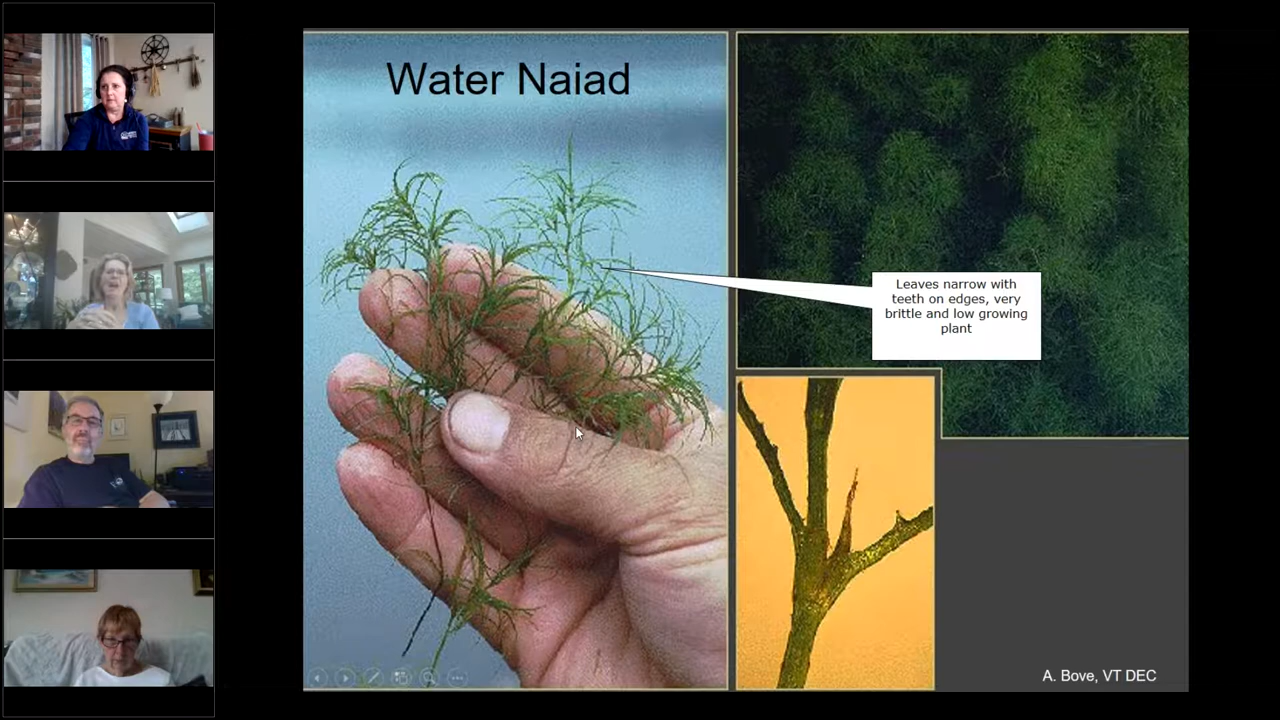 Water Naiad
Leaves narrow with
teeth on edges, very
brittle and low growing
plant
A. Bove, VT DEC